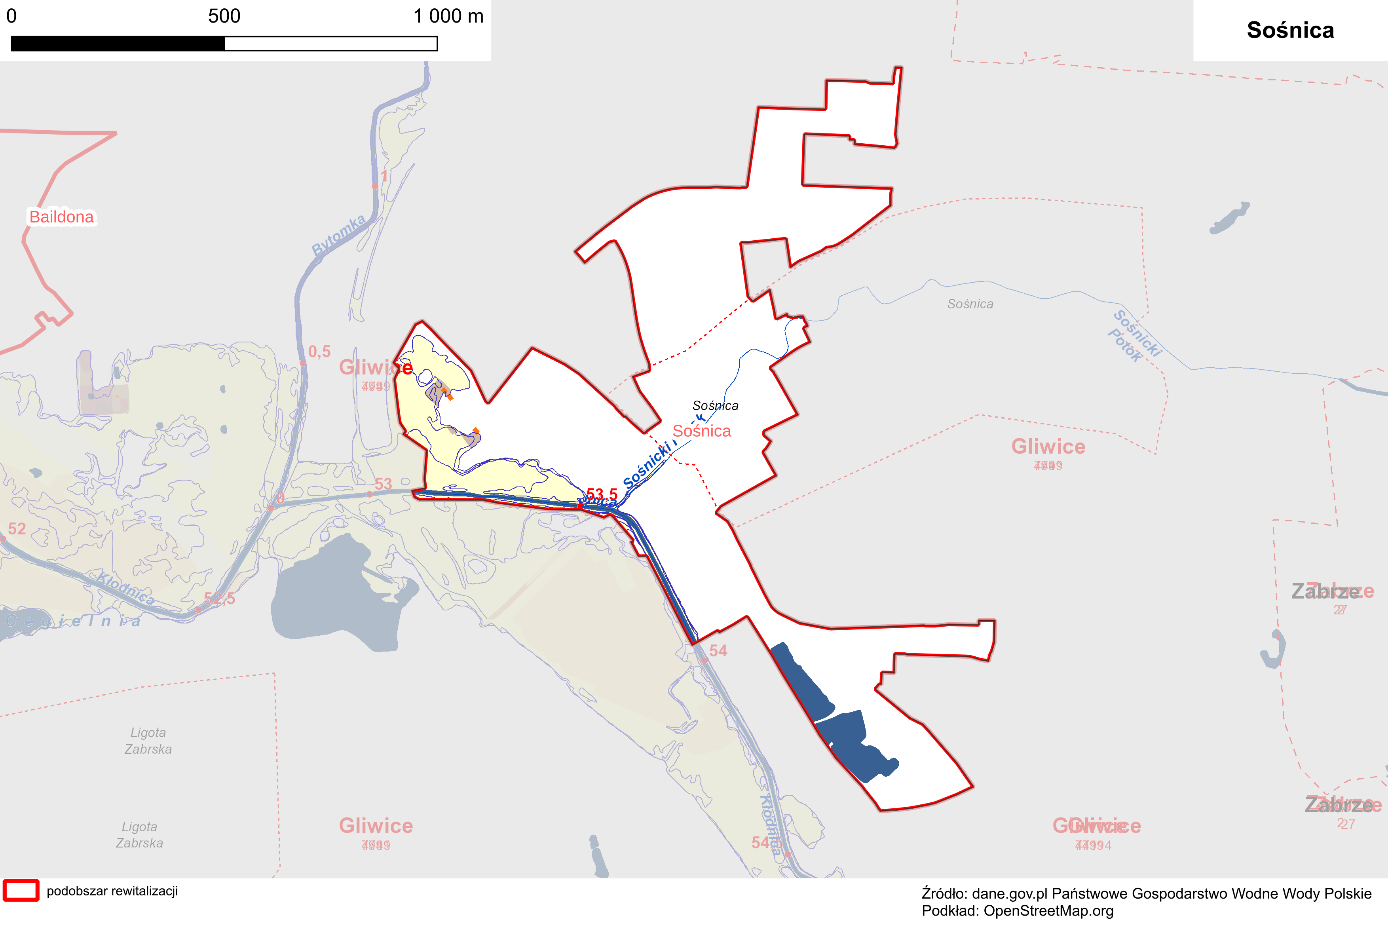 0 500 1 000 m
Sośnica
1
Baildona
Bytomka
Sośnica
Sośnicki
Potok
0,5
Gliwice
Sośnica
Sośnica
Sośnicki
Gliwice
53
53,5
0
52
Kłodnica
52,5
54
Zabrze
27
Ligota
Zabrska
Ligota
Zabrska
Gliwice
Kłodnica
54,5
Gliwice
Zabrze
27
podobszar rewitalizacji
Źródło: dane.gov.pl Państwowe Gospodarstwo Wodne Wody Polskie
Podkład: OpenStreetMap.org